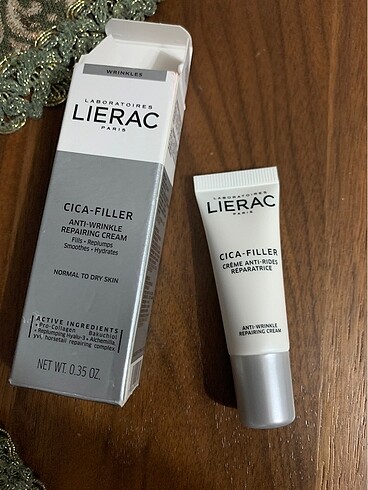 WRINKLES
LABORATOIRES
LIERAC
PARIS
CICA-FILLER
ANTI-WRINKLE
REPAIRING CREAM
Fills • Replumps
Smoothes • Hydrates
NORMAL TO DRY SKIN
ACTIVE INGREDIENTS
• Pro-Collagen Bakuchiol
• Replumping Hyalu-3 • Alchemilla,
ivy, horsetail repairing complex
NET WT. 0.35 OZ.
LABORATOIRES
LIERAC
PARIS
CICA-FILLER
CRÈME ANTI-RIDES
RÉPARATRICE
ANTI-WRINKLE
REPAIRING CREAM